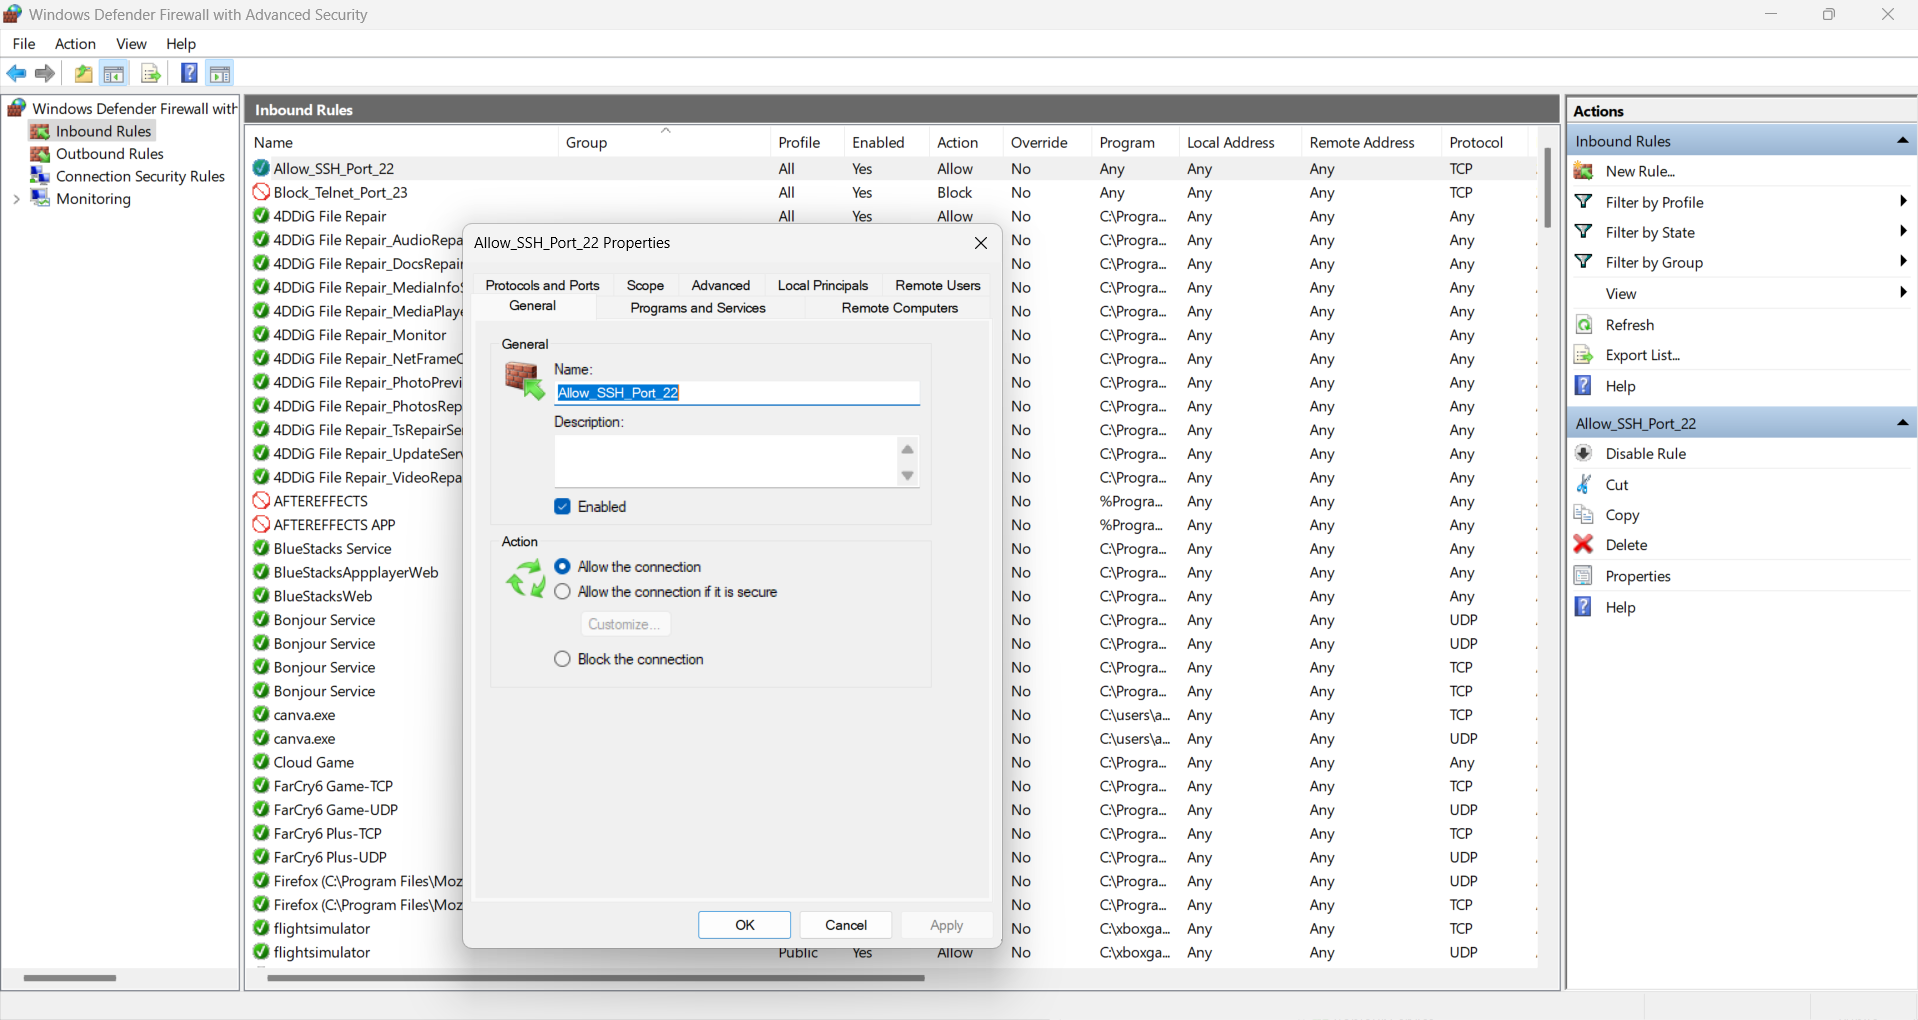 Windows Defender Firewall with Advanced Security
File Action View Help
Windows Defender Firewall with
Inbound Rules
Outbound Rules
Connection Security Rules
Monitoring
Inbound Rules
Name Group Profile Enabled Action Override Program Local Address Remote Address Protocol
Allow_SSH_Port_22 All Yes Allow No Any Any Any TCP
Block_Telnet_Port_23 All Yes Block No Any Any Any TCP
4DDiG File Repair All Yes Allow No C:\Progra... Any Any Any
4DDiG File Repair_AudioRepa No C:\Progra... Any Any Any
4DDiG File Repair_DocsRepair No C:\Progra... Any Any Any
4DDiG File Repair_MediaInfoS No C:\Progra... Any Any Any
4DDiG File Repair_MediaPlaye No C:\Progra... Any Any Any
4DDiG File Repair_Monitor No C:\Progra... Any Any Any
4DDiG File Repair_NetFrameC No C:\Progra... Any Any Any
4DDiG File Repair_PhotoPrevi No C:\Progra... Any Any Any
4DDiG File Repair_PhotosRep No C:\Progra... Any Any Any
4DDiG File Repair_TsRepairSe No C:\Progra... Any Any Any
4DDiG File Repair_UpdateServ No C:\Progra... Any Any Any
4DDiG File Repair_VideoRepa No C:\Progra... Any Any Any
AFTEREFFECTS No %Progra... Any Any Any
AFTEREFFECTS APP No %Progra... Any Any Any
BlueStacks Service No C:\Progra... Any Any Any
BlueStacksAppplayerWeb No C:\Progra... Any Any Any
BlueStacksWeb No C:\Progra... Any Any Any
Bonjour Service No C:\Progra... Any Any UDP
Bonjour Service No C:\Progra... Any Any UDP
Bonjour Service No C:\Progra... Any Any TCP
Bonjour Service No C:\Progra... Any Any TCP
canva.exe No C:\users\a... Any Any TCP
canva.exe No C:\users\a... Any Any UDP
Cloud Game No C:\Progra... Any Any Any
FarCry6 Game-TCP No C:\Progra... Any Any TCP
FarCry6 Game-UDP No C:\Progra... Any Any UDP
FarCry6 Plus-TCP No C:\Progra... Any Any TCP
FarCry6 Plus-UDP No C:\Progra... Any Any UDP
Firefox (C:\Program Files\Moz No C:\Progra... Any Any UDP
Firefox (C:\Program Files\Moz No C:\Progra... Any Any TCP
flightsimulator No C:\xboxga... Any Any TCP
flightsimulator Public Yes Allow No C:\xboxga... Any Any UDP
Allow_SSH_Port_22 Properties
Protocols and Ports Scope Advanced Local Principals Remote Users
General Programs and Services Remote Computers
General
Name:
Allow_SSH_Port_22
Description:
Enabled
Action
Allow the connection
Allow the connection if it is secure
Customize...
Block the connection
OK Cancel Apply
Actions
Inbound Rules
New Rule...
Filter by Profile
Filter by State
Filter by Group
View
Refresh
Export List...
Help
Allow_SSH_Port_22
Disable Rule
Cut
Copy
Delete
Properties
Help